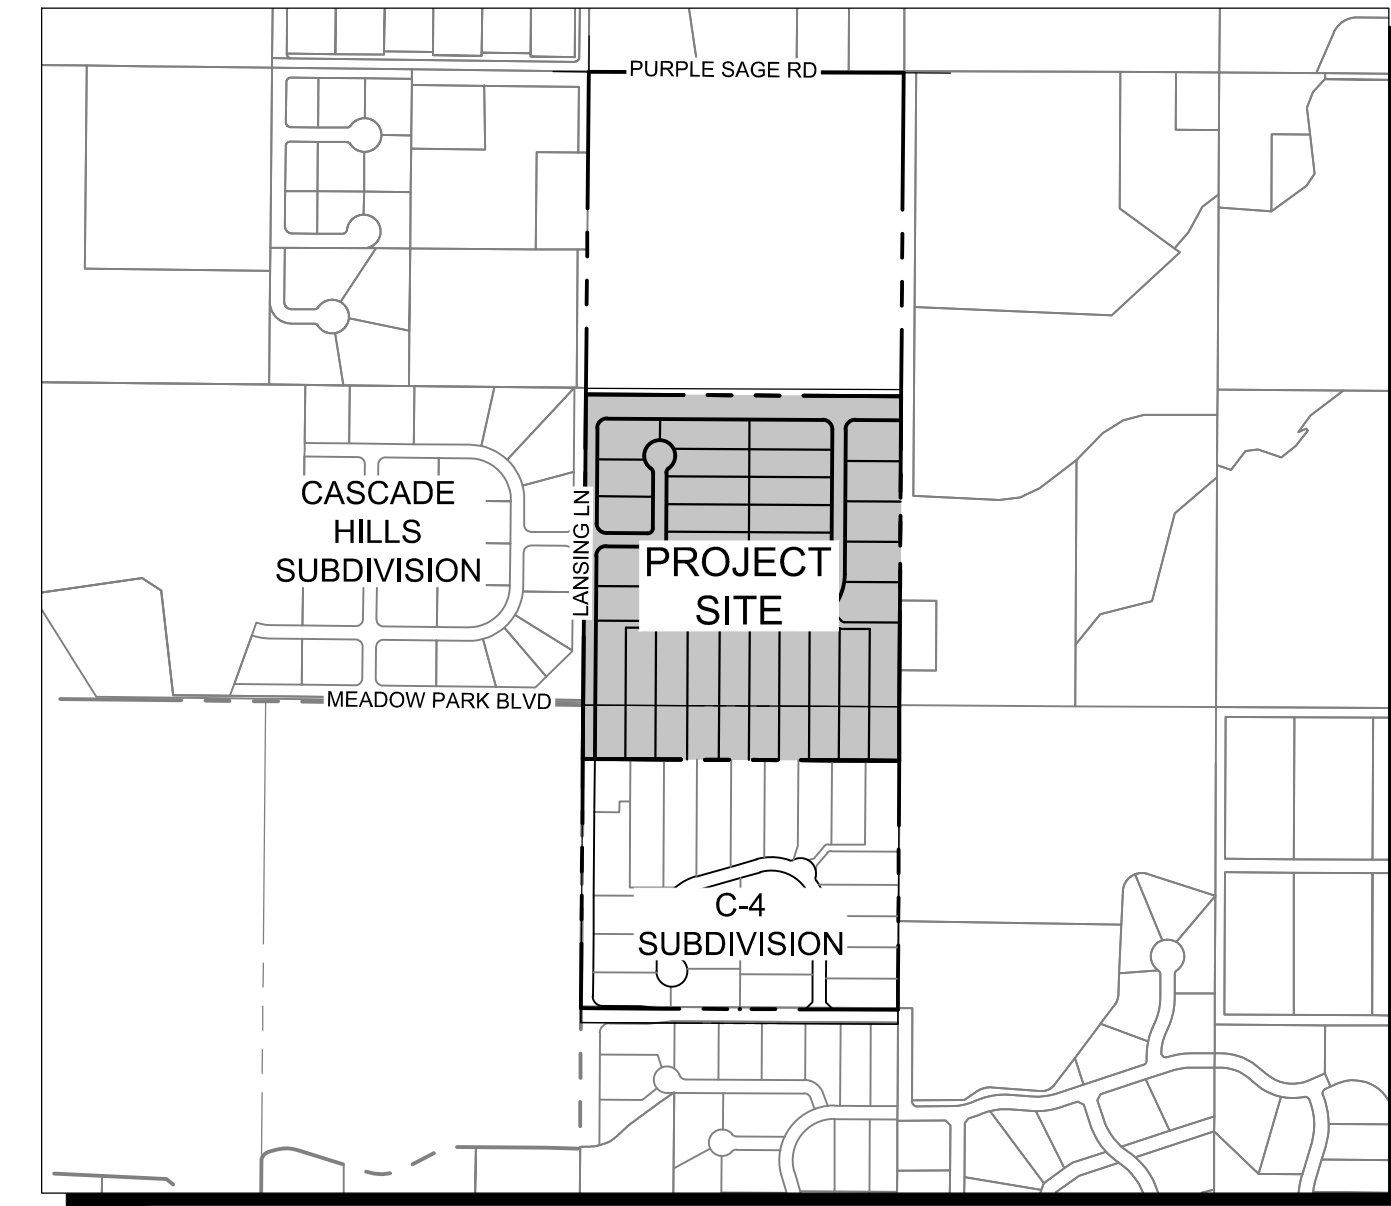 PURPLE SAGE RD
CASCADE
HILLS
SUBDIVISION
LANSING LN
PROJECT
SITE
MEADOW PARK BLVD
C-4
SUBDIVISION